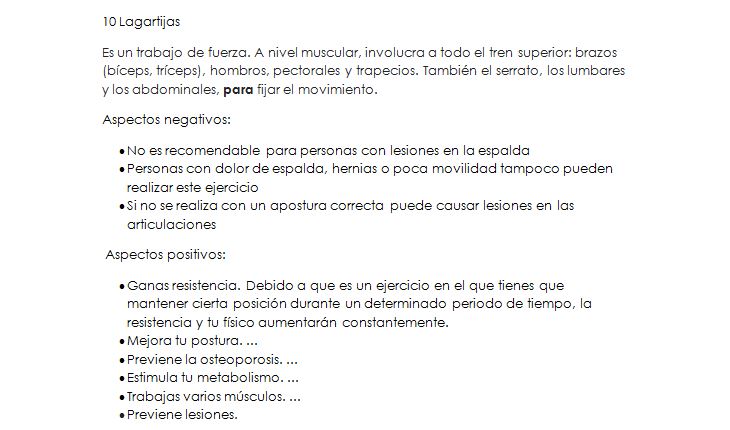 10 Lagartijas
Es un trabajo de fuerza. A nivel muscular, involucra a todo el tren superior: brazos
(bíceps, tríceps), hombros, pectorales y trapecios. También el serrato, los lumbares
y los abdominales, para fijar el movimiento.
Aspectos negativos:
• No es recomendable para personas con lesiones en la espalda
• Personas con dolor de espalda, hernias o poca movilidad tampoco pueden
realizar este ejercicio
• Si no se realiza con un apostura correcta puede causar lesiones en las
articulaciones
Aspectos positivos:
• Ganas resistencia. Debido a que es un ejercicio en el que tienes que
mantener cierta posición durante un determinado periodo de tiempo, la
resistencia y tu físico aumentarán constantemente.
• Mejora tu postura. ...
• Previene la osteoporosis. ...
• Estimula tu metabolismo. ...
• Trabajas varios músculos. ...
• Previene lesiones.